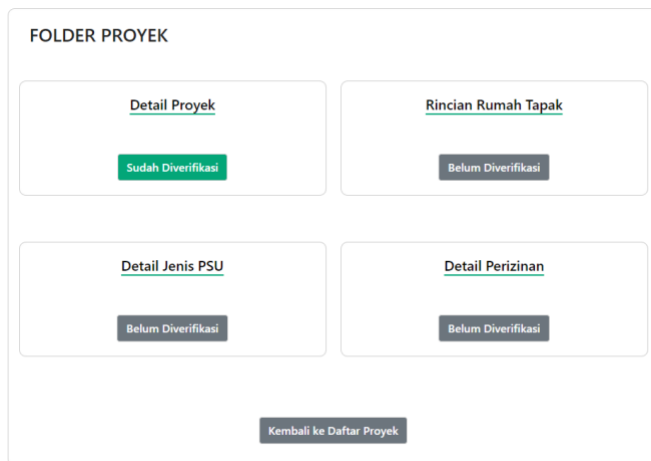 FOLDER PROYEK
Detail Proyek
Sudah Diverifikasi
Rincian Rumah Tapak
Belum Diverifikasi
Detail Jenis PSU
Belum Diverifikasi
Detail Perizinan
Belum Diverifikasi
Kembali ke Daftar Proyek